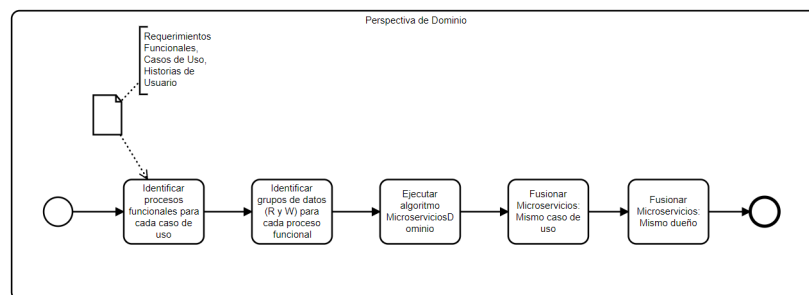 Perspectiva de Dominio
Requerimientos
Funcionales,
Casos de Uso,
Historias de
Usuario
Identificar
procesos
funcionales para
cada caso de
uso
Identificar
grupos de datos
(R y W) para
cada proceso
funcional
Ejecutar
algoritmo
MicroserviciosD
ominio
Fusionar
Microservicios:
Mismo caso de
uso
Fusionar
Microservicios:
Mismo dueño